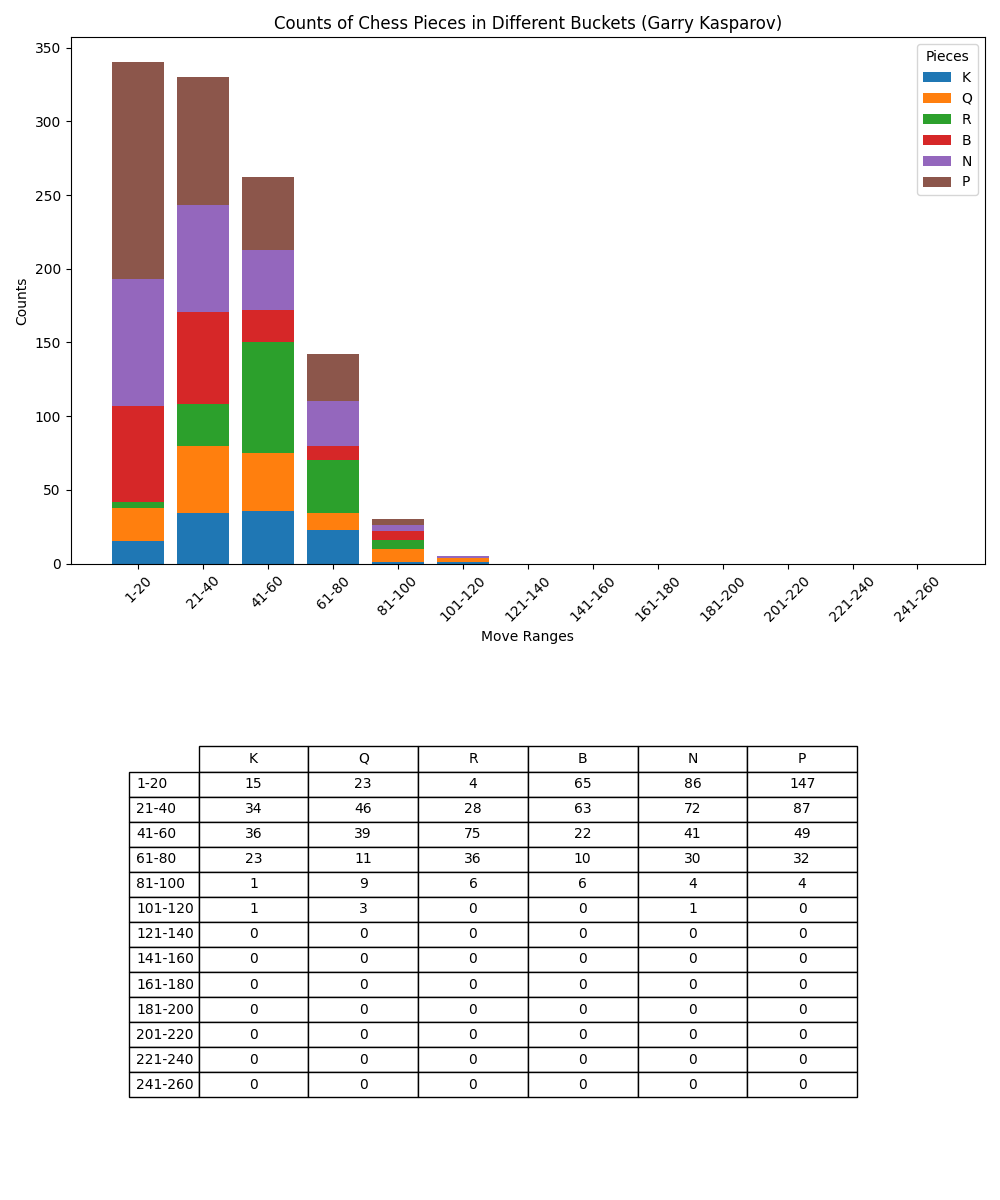 Counts of Chess Pieces in Different Buckets (Garry Kasparov)
350
300
250
200
150
100
50
0
Counts
Pieces
K
Q
R
B
N
P
1-20 21-40 41-60 61-80 81-100 101-120 121-140 141-160 161-180 181-200 201-220 221-240 241-260
Move Ranges
K Q R B N P
1-20 15 23 4 65 86 147
21-40 34 46 28 63 72 87
41-60 36 39 75 22 41 49
61-80 23 11 36 10 30 32
81-100 1 9 6 6 4 4
101-120 1 3 0 0 1 0
121-140 0 0 0 0 0 0
141-160 0 0 0 0 0 0
161-180 0 0 0 0 0 0
181-200 0 0 0 0 0 0
201-220 0 0 0 0 0 0
221-240 0 0 0 0 0 0
241-260 0 0 0 0 0 0